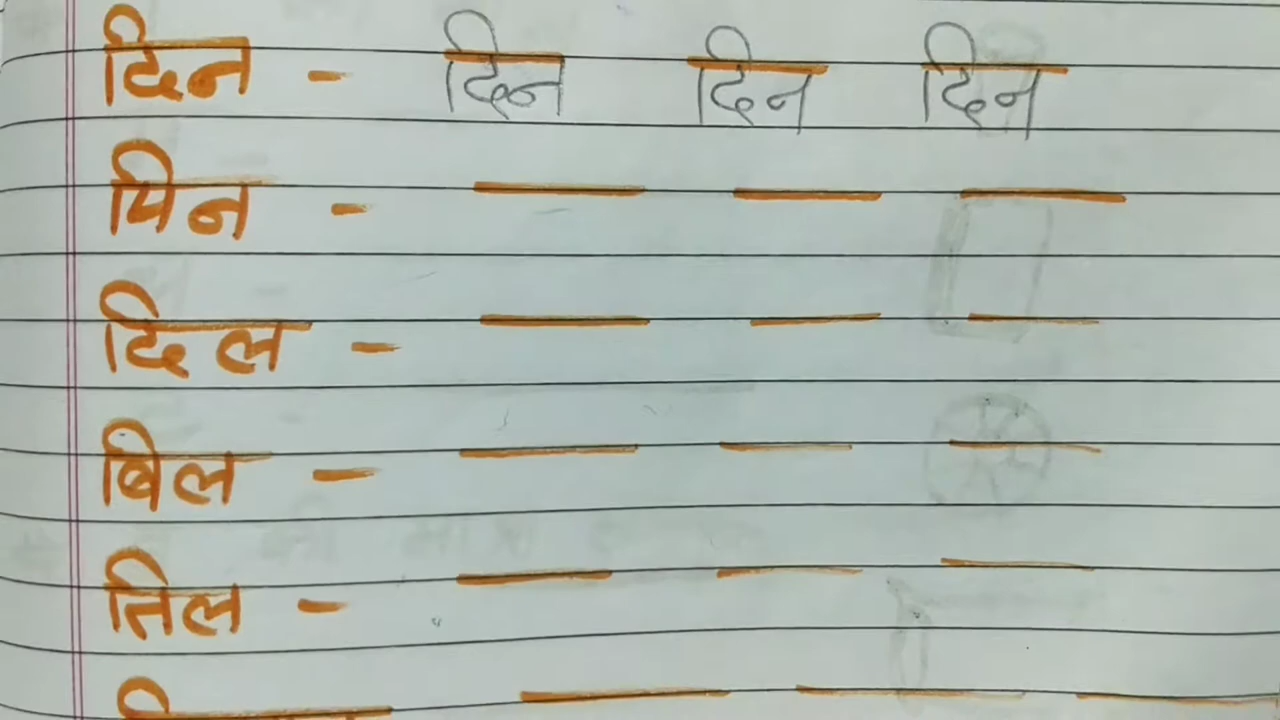 दिन - दिन दिन दिन
पिन -
दिल -
बिल -
तिल -